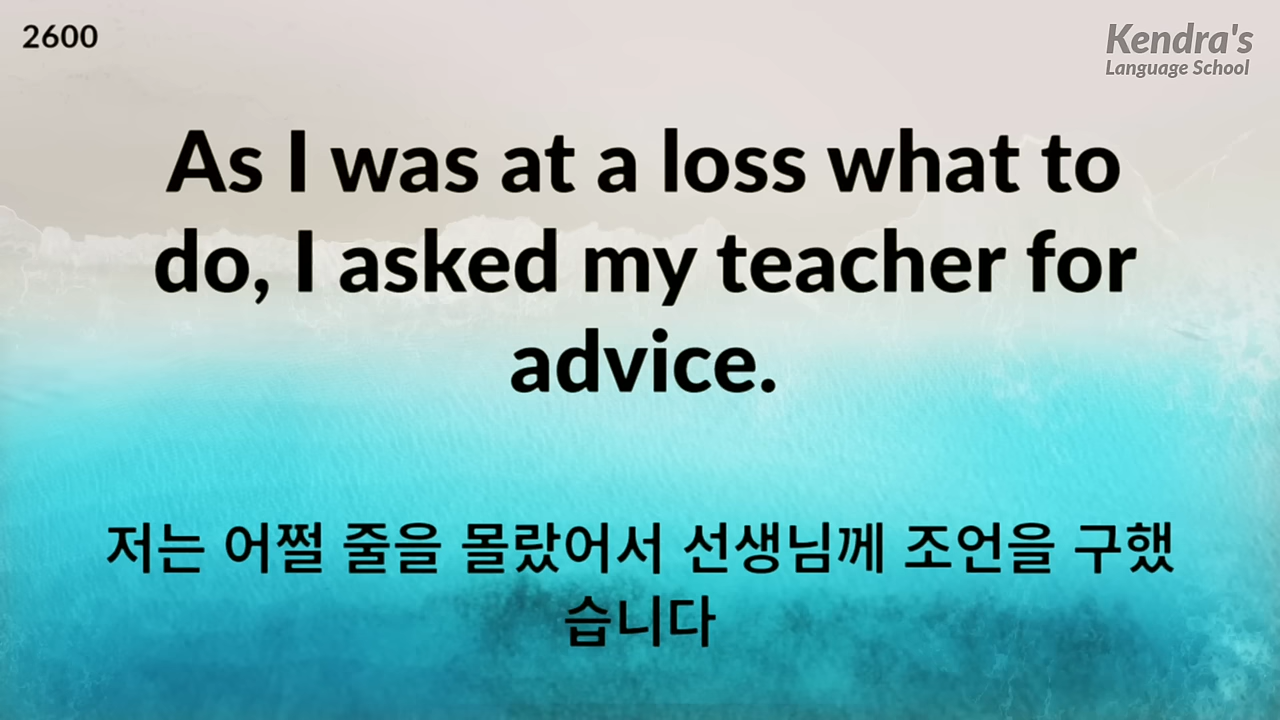 2600
Kendra's
Language School
As I was at a loss what to
do, I asked my teacher for
advice.
저는 어쩔 줄을 몰랐어서 선생님께 조언을 구했
습니다